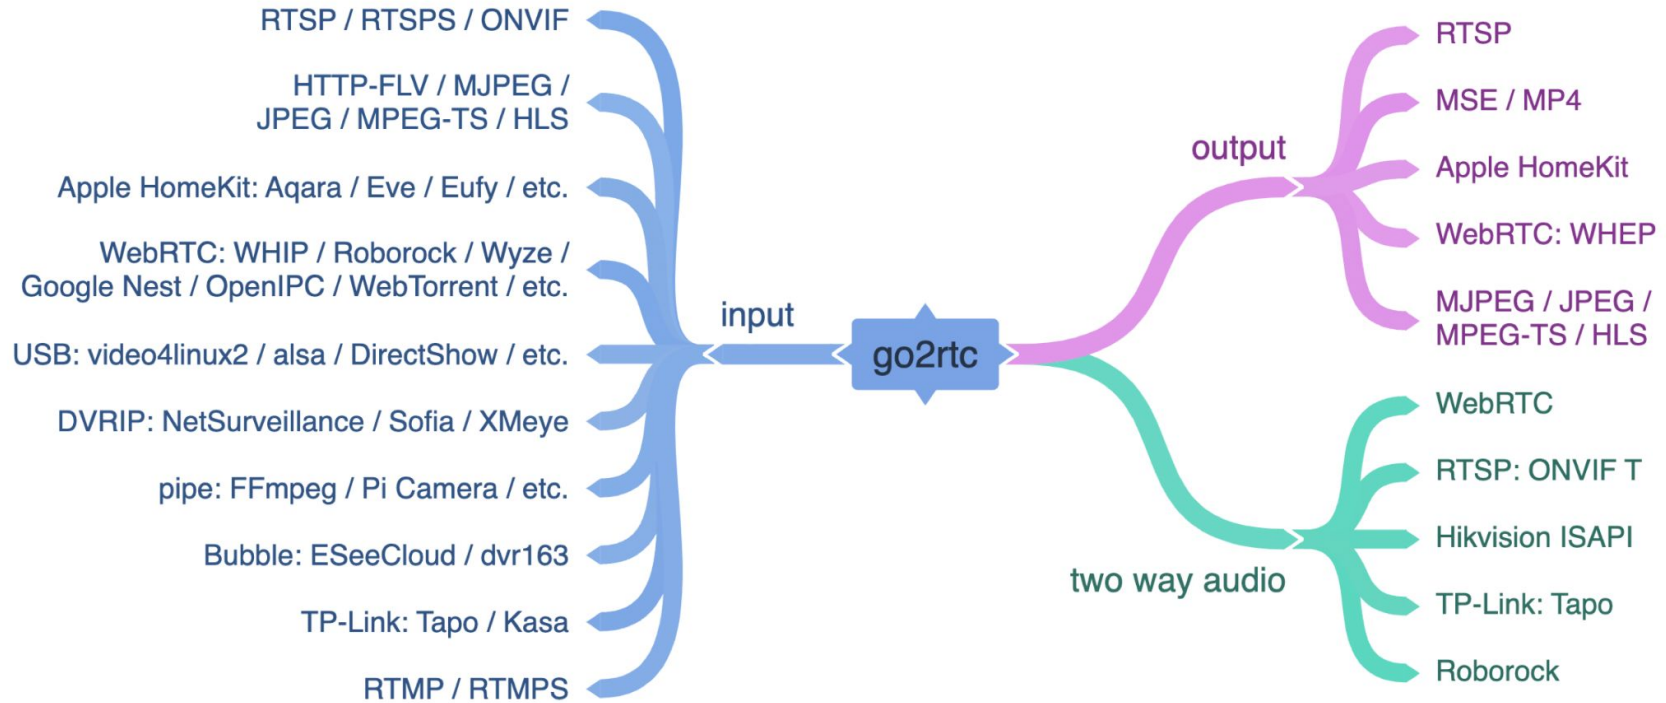 RTSP / RTSPS / ONVIF
HTTP-FLV / MJPEG /
JPEG / MPEG-TS / HLS
Apple HomeKit: Aqara / Eve / Eufy / etc.
WebRTC: WHIP / Roborock / Wyze /
Google Nest / OpenIPC / WebTorrent / etc.
USB: video4linux2 / alsa / DirectShow / etc.
DVRIP: NetSurveillance / Sofia / XMeye
pipe: FFmpeg / Pi Camera / etc.
Bubble: ESeeCloud / dvr163
TP-Link: Tapo / Kasa
RTMP / RTMPS
input
go2rtc
output
RTSP
MSE / MP4
Apple HomeKit
WebRTC: WHEP
MJPEG / JPEG /
MPEG-TS / HLS
two way audio
WebRTC
RTSP: ONVIF T
Hikvision ISAPI
TP-Link: Tapo
Roborock